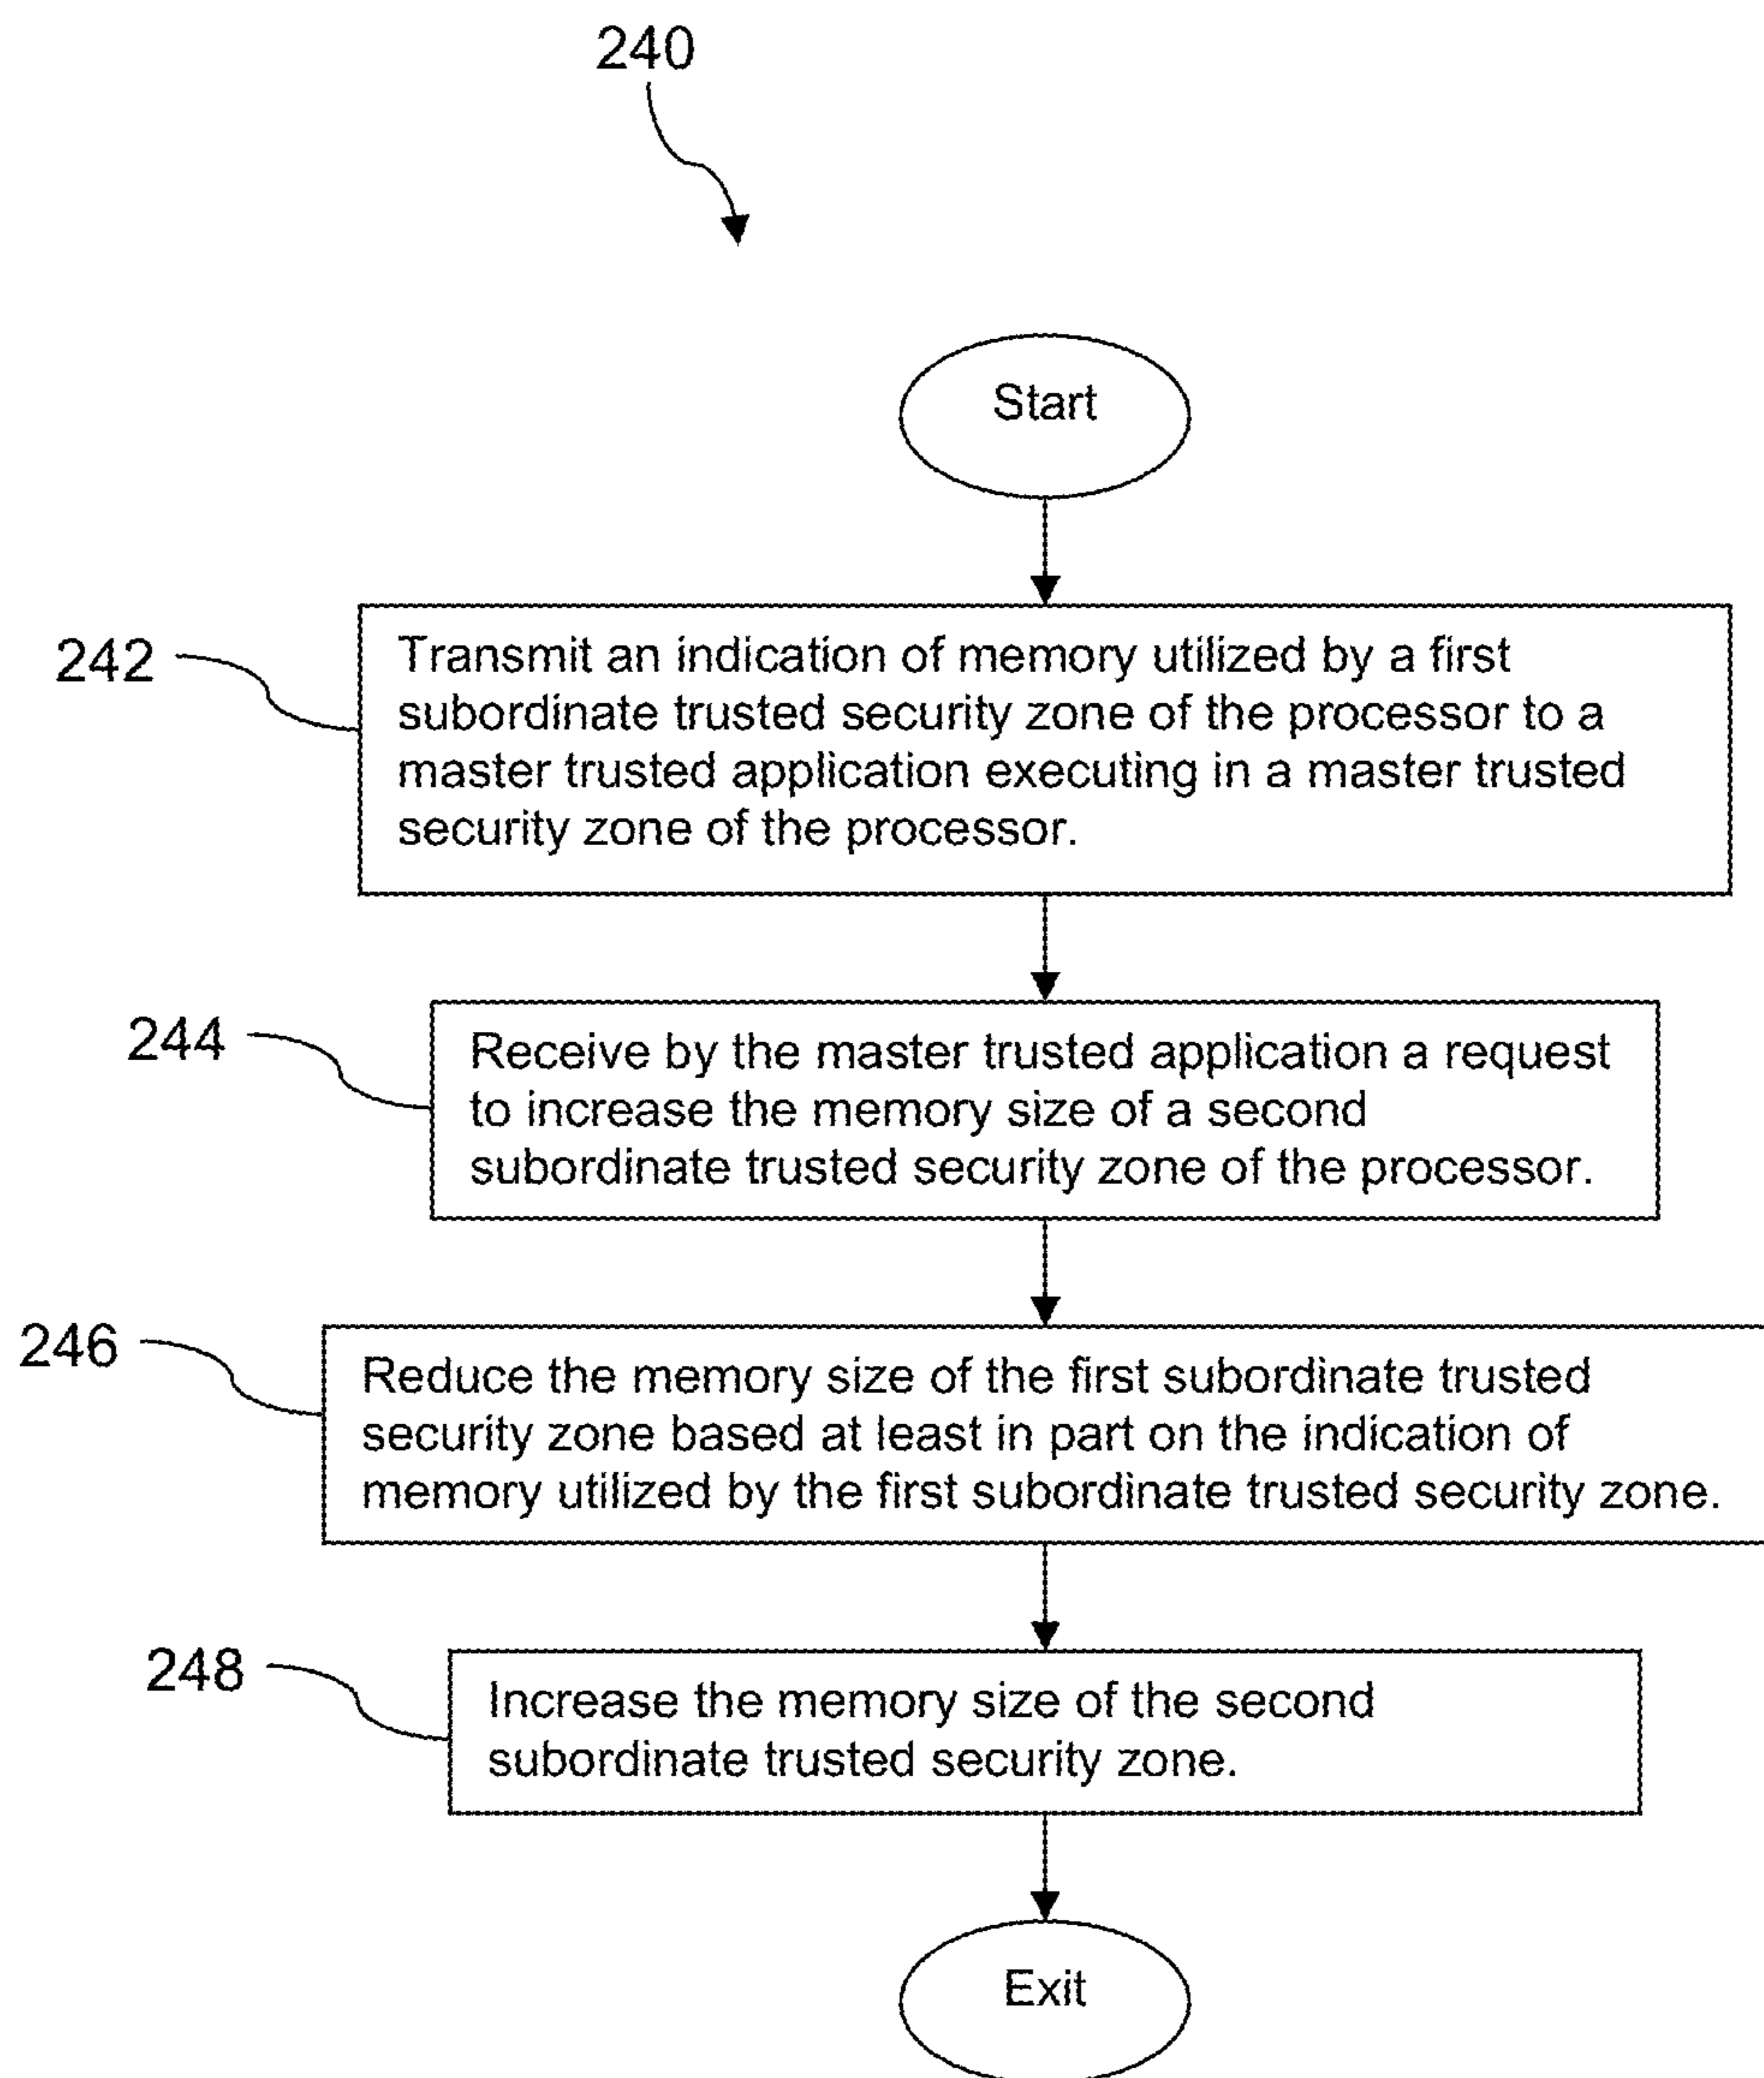 240
Start
242
Transmit an indication of memory utilized by a first
subordinate trusted security zone of the processor to a
master trusted application executing in a master trusted
security zone of the processor.
244
Receive by the master trusted application a request
to increase the memory size of a second
subordinate trusted security zone of the processor.
246
Reduce the memory size of the first subordinate trusted
security zone based at least in part on the indication of
memory utilized by the first subordinate trusted security zone.
248
Increase the memory size of the second
subordinate trusted security zone.
Exit